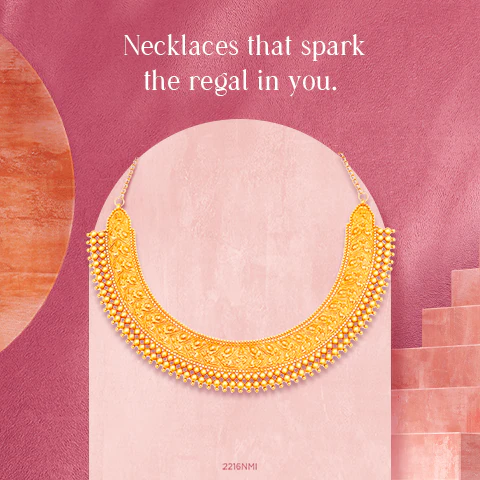 Necklaces that spark
the regal in you.
2216NMI